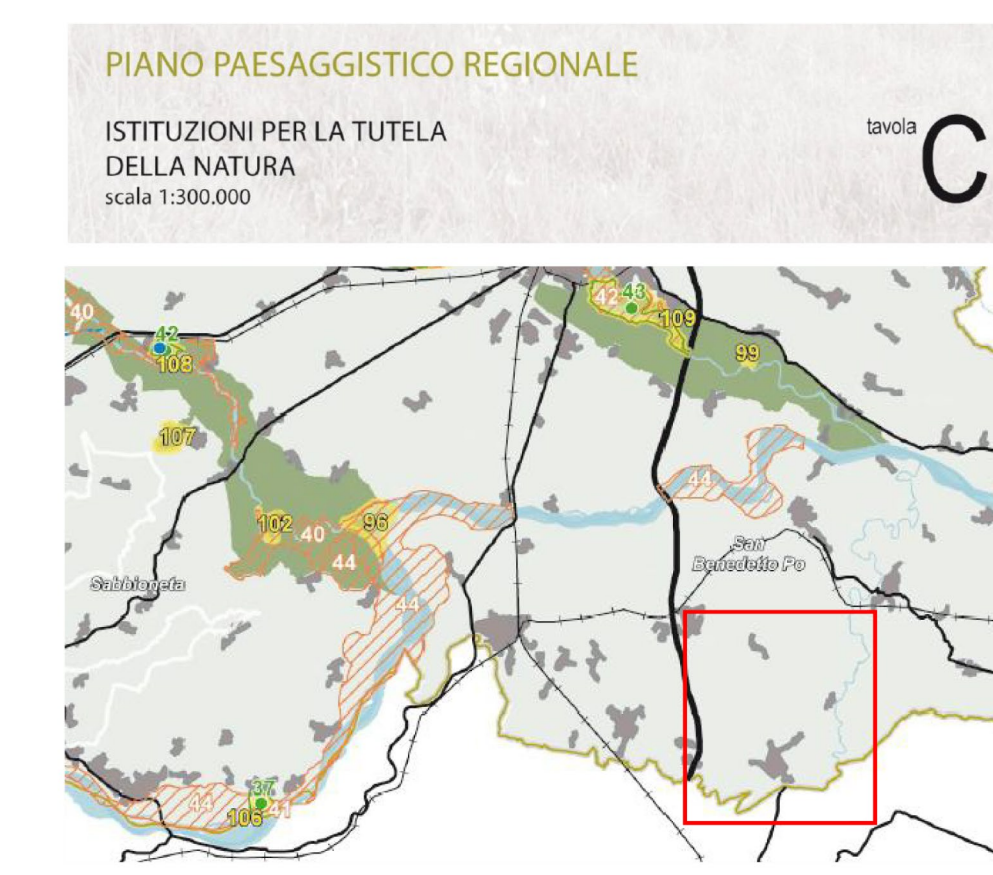 PIANO PAESAGGISTICO REGIONALE
ISTITUZIONI PER LA TUTELA
DELLA NATURA
scala 1:300.000
tavola C
40
42
108
107
42
43
109
99
102
40
96
44
44
44
San
Benedetto Po
Sabbioneta
44
37
106
41